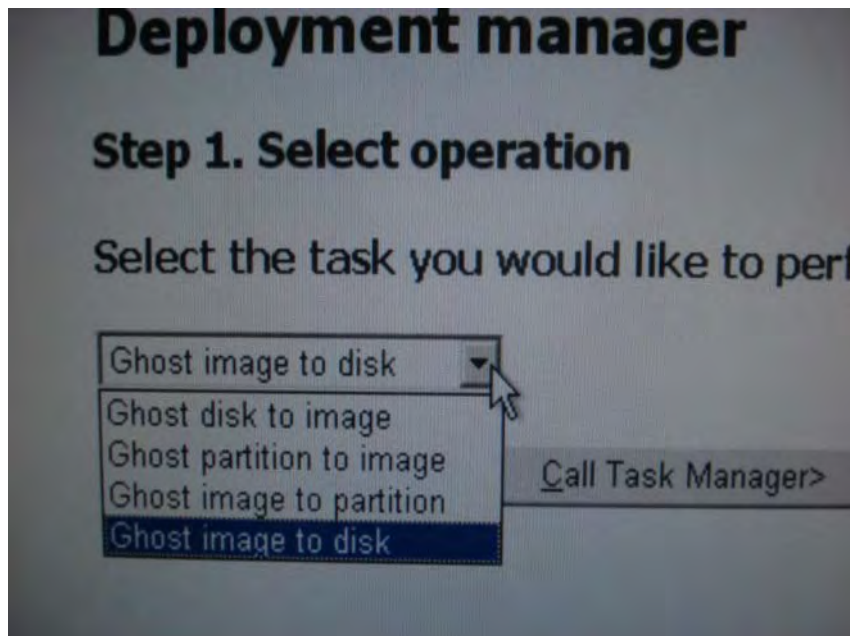 Deployment manager
Step 1. Select operation
Select the task you would like to
Ghost image to disk
Ghost disk to image
Ghost partition to image
Call Task Manager>
Ghost image to partition
Ghost image to disk